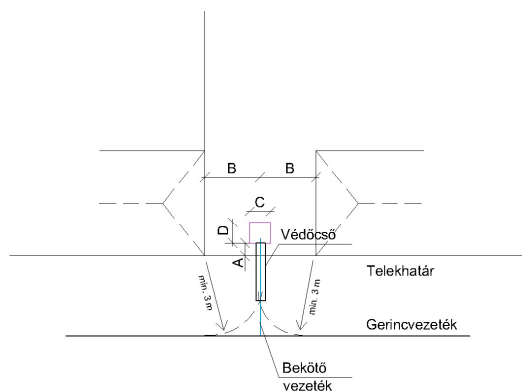 B
B
C
D
Védőcső
A
Telekhatár
min. 3 m
min. 3 m
Gerincvezeték
Bekötő
vezeték